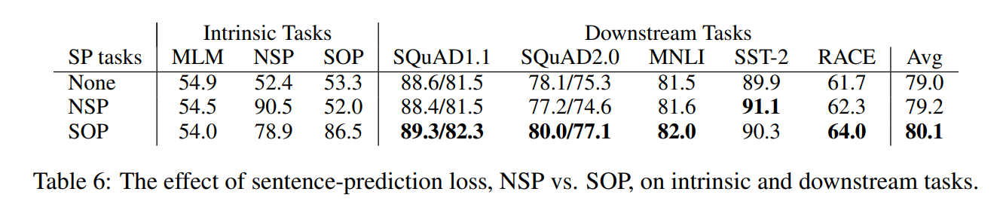 Intrinsic Tasks Downstream Tasks
SP tasks MLM NSP SOP SQuAD1.1 SQuAD2.0 MNLI SST-2 RACE Avg
None 54.9 52.4 53.3 88.6/81.5 78.1/75.3 81.5 89.9 61.7 79.0
NSP 54.5 90.5 52.0 88.4/81.5 77.2/74.6 81.6 91.1 62.3 79.2
SOP 54.0 78.9 86.5 89.3/82.3 80.0/77.1 82.0 90.3 64.0 80.1
Table 6: The effect of sentence-prediction loss, NSP vs. SOP, on intrinsic and downstream tasks.